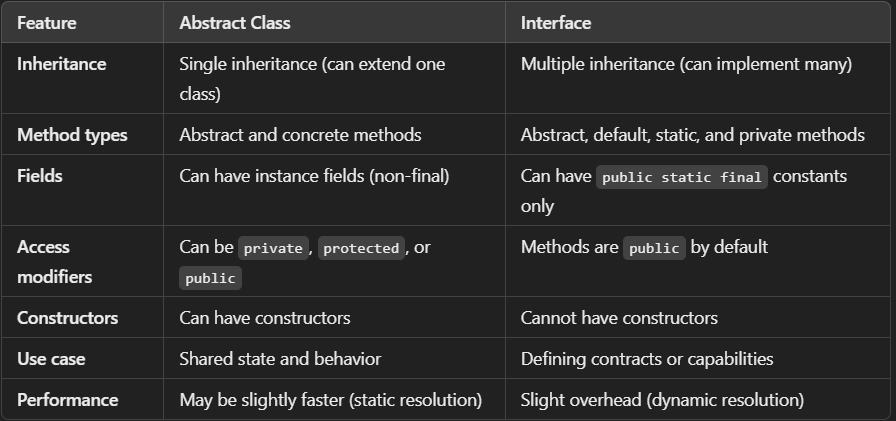 Feature Abstract Class Interface
Inheritance Single inheritance (can extend one Multiple inheritance (can implement many)
class)
Method types Abstract and concrete methods Abstract, default, static, and private methods
Fields Can have instance fields (non-final) Can have public static final constants
only
Access Can be private, protected, or Methods are public by default
modifiers public
Constructors Can have constructors Cannot have constructors
Use case Shared state and behavior Defining contracts or capabilities
Performance May be slightly faster (static resolution) Slight overhead (dynamic resolution)